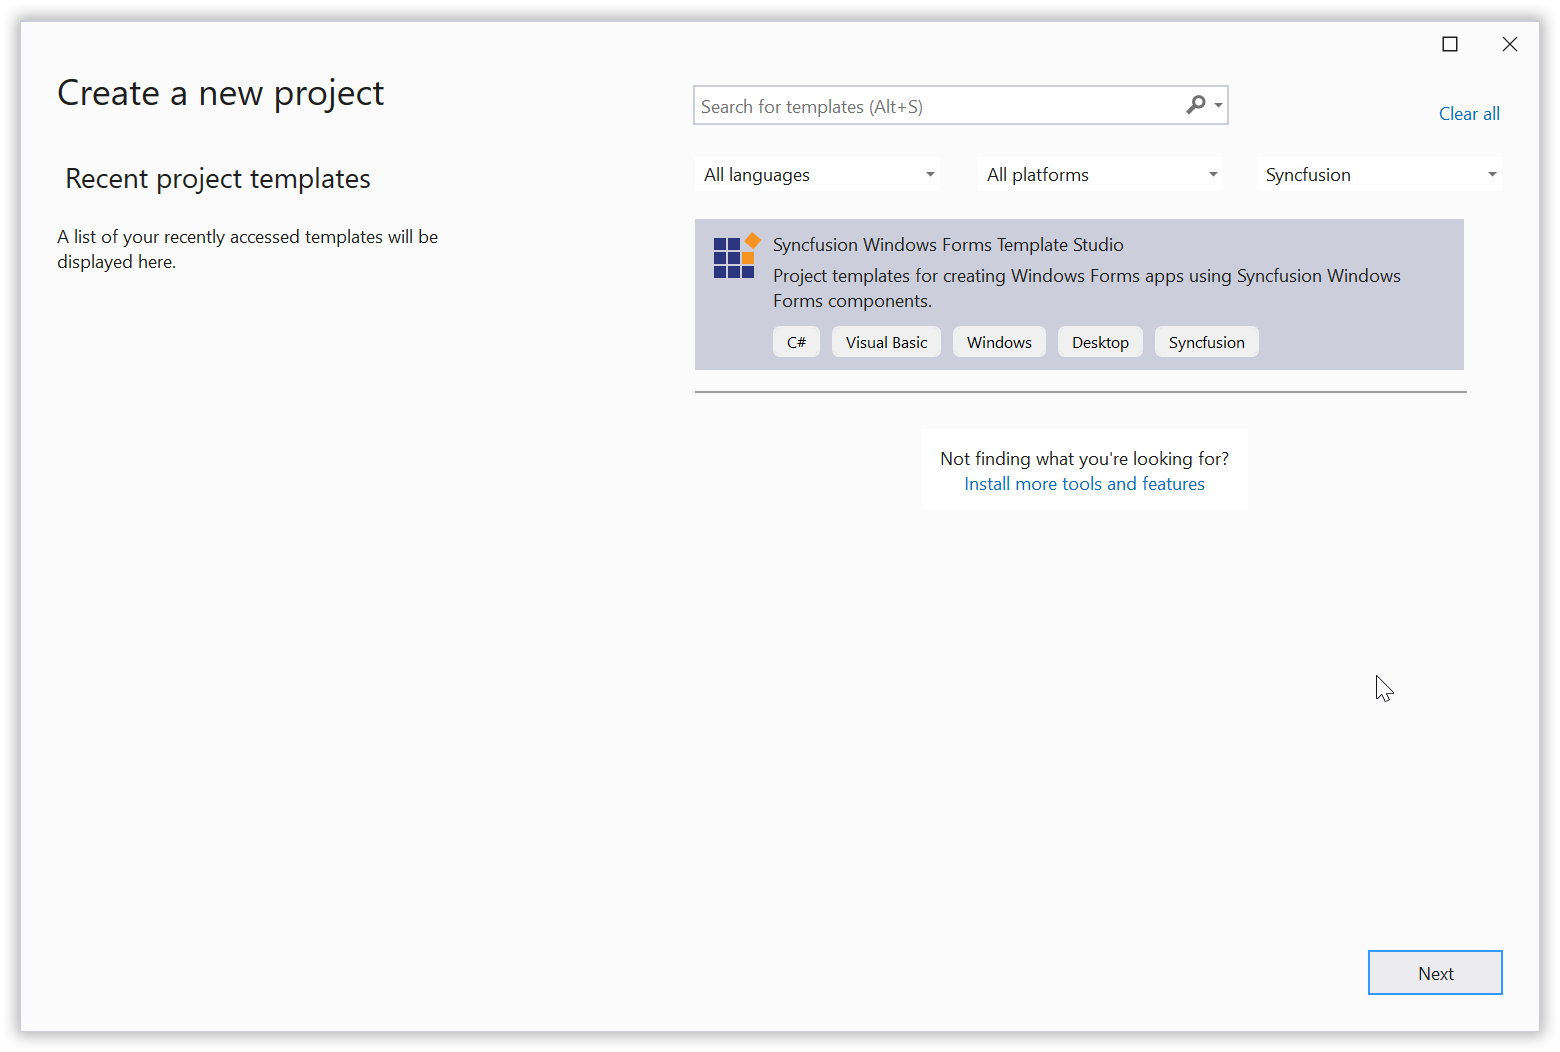 Create a new project
Search for templates (Alt+S)
Clear all
Recent project templates
A list of your recently accessed templates will be
displayed here.
All languages
All platforms
Syncfusion
Syncfusion Windows Forms Template Studio
Project templates for creating Windows Forms apps using Syncfusion Windows
Forms components.
C#
Visual Basic
Windows
Desktop
Syncfusion
Not finding what you're looking for?
Install more tools and features
Next